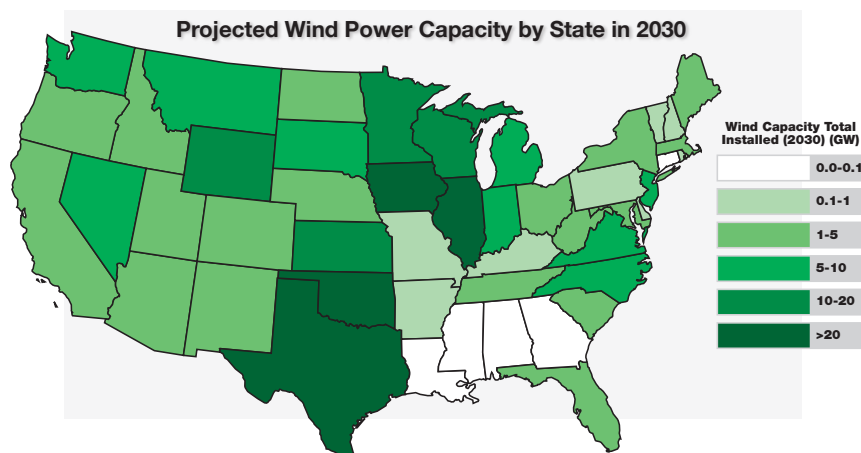 Projected Wind Power Capacity by State in 2030
Wind Capacity Total
Installed (2030) (GW)
0.0-0.1
0.1-1
1-5
5-10
10-20
>20